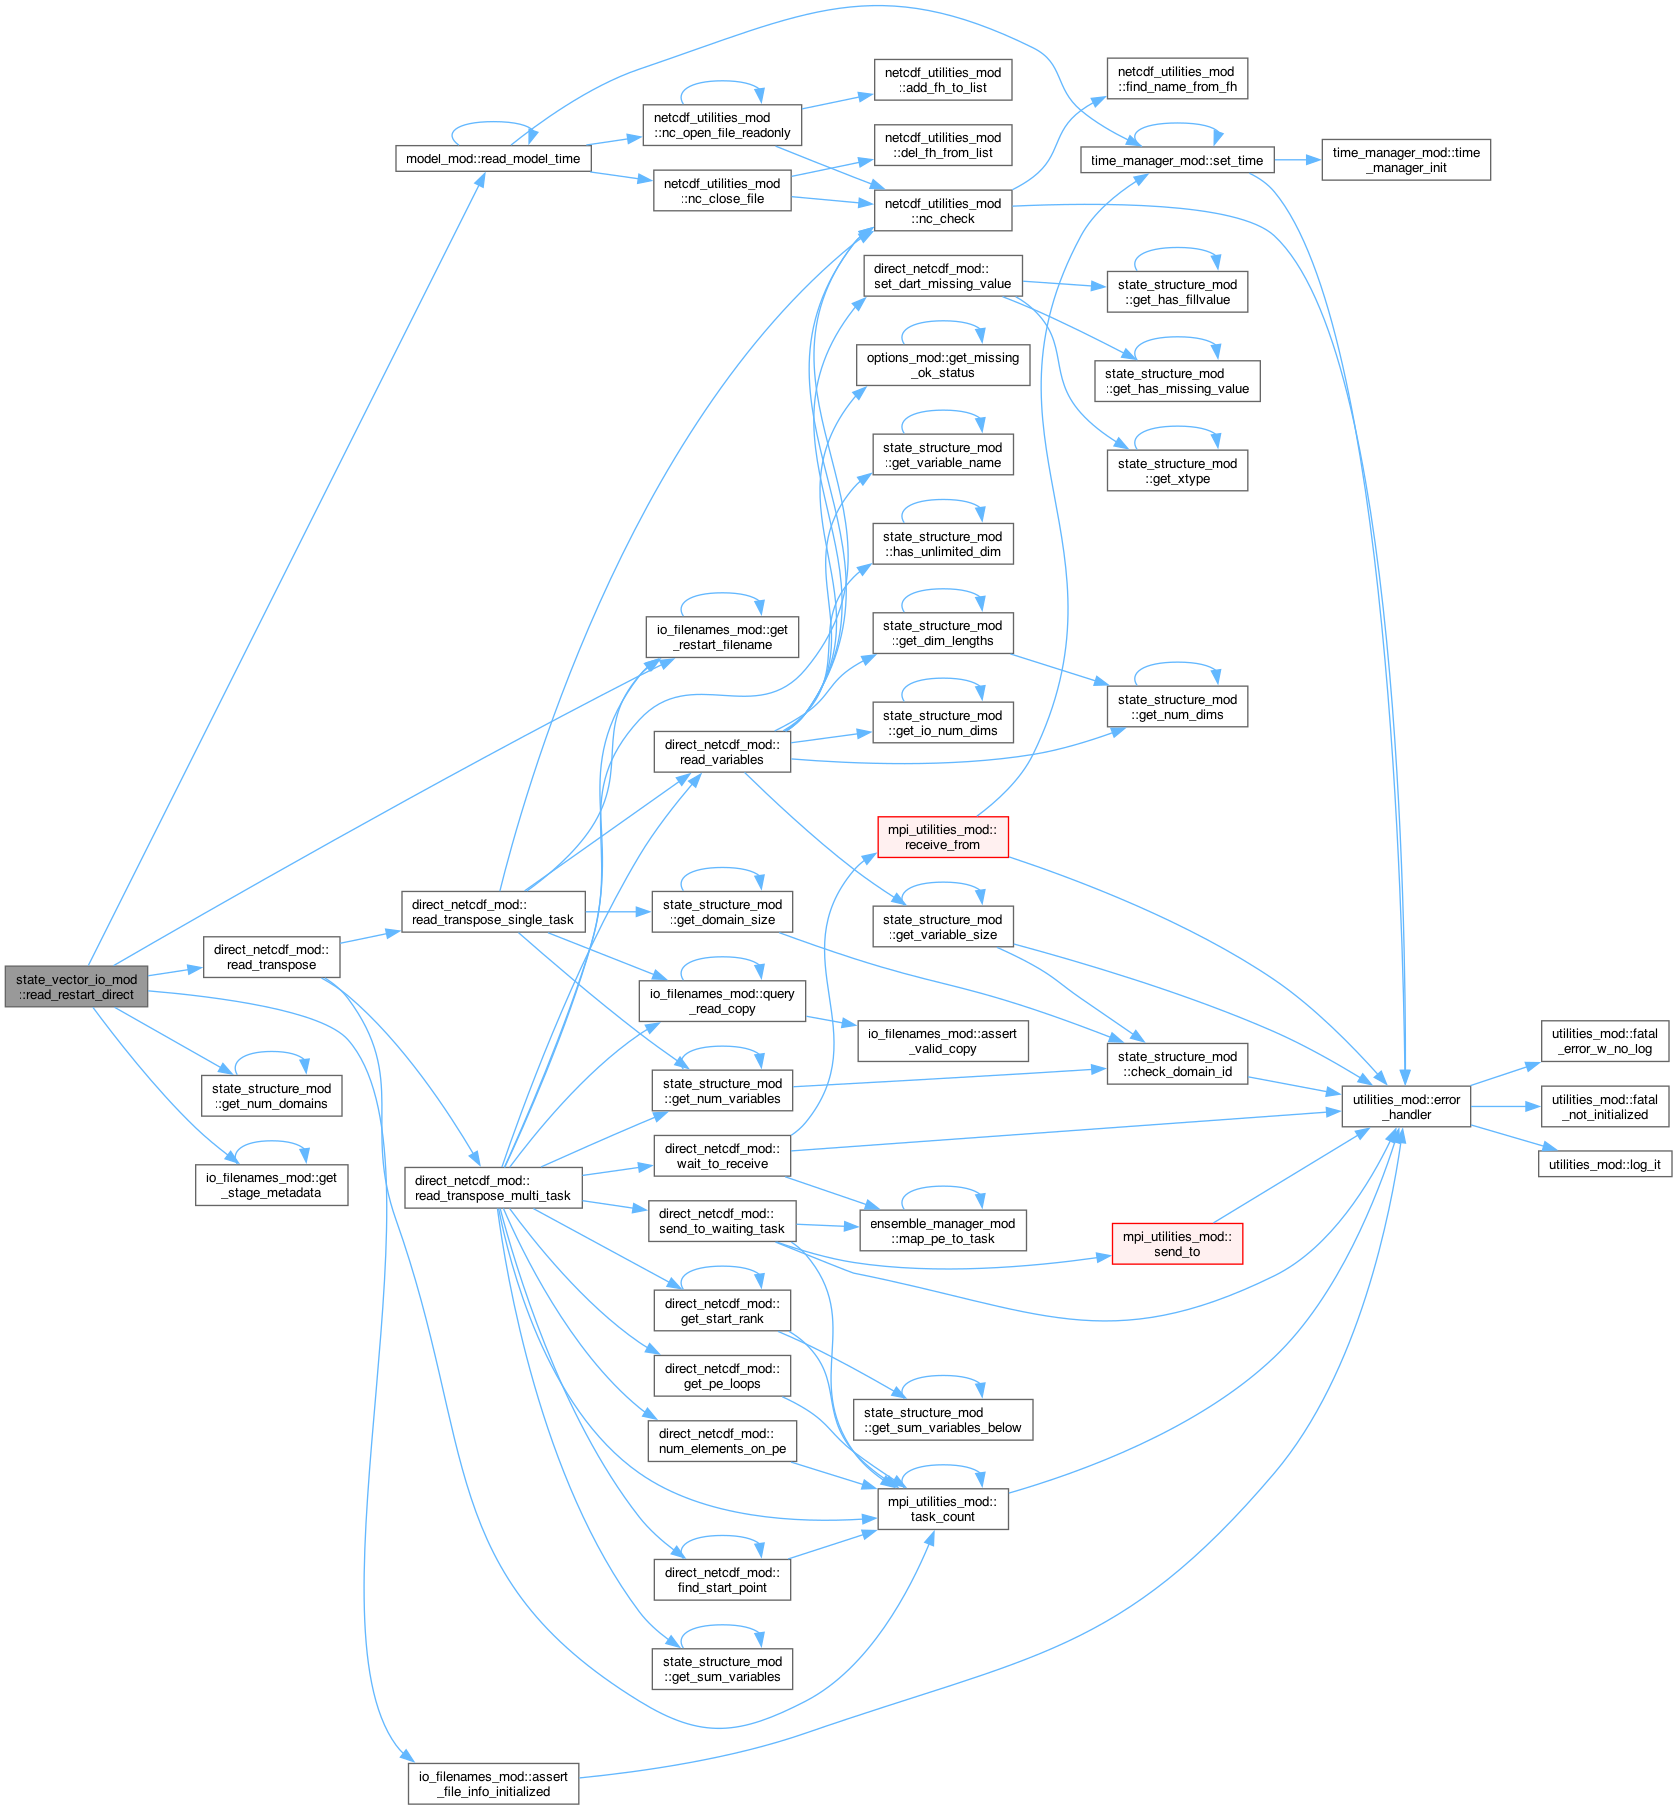 state_vector_io_mod
::read_restart_direct
direct_netcdf_mod::
read_transpose
state_structure_mod
::get_num_domains
io_filenames_mod::get
_stage_metadata
model_mod::read_model_time
direct_netcdf_mod::
read_transpose_single_task
direct_netcdf_mod::
read_transpose_multi_task
io_filenames_mod::assert
_file_info_initialized
netcdf_utilities_mod
::nc_open_file_readonly
netcdf_utilities_mod
::nc_close_file
io_filenames_mod::get
_restart_filename
direct_netcdf_mod::
read_variables
state_structure_mod
::get_domain_size
io_filenames_mod::query
_read_copy
state_structure_mod
::get_num_variables
direct_netcdf_mod::
wait_to_receive
direct_netcdf_mod::
send_to_waiting_task
direct_netcdf_mod::
get_start_rank
direct_netcdf_mod::
get_pe_loops
direct_netcdf_mod::
num_elements_on_pe
direct_netcdf_mod::
find_start_point
state_structure_mod
::get_sum_variables
netcdf_utilities_mod
::add_fh_to_list
netcdf_utilities_mod
::del_fh_from_list
netcdf_utilities_mod
::nc_check
direct_netcdf_mod::
set_dart_missing_value
options_mod::get_missing
_ok_status
state_structure_mod
::get_variable_name
state_structure_mod
::has_unlimited_dim
state_structure_mod
::get_dim_lengths
state_structure_mod
::get_io_num_dims
mpi_utilities_mod::
receive_from
state_structure_mod
::get_variable_size
io_filenames_mod::assert
_valid_copy
ensemble_manager_mod
::map_pe_to_task
state_structure_mod
::get_sum_variables_below
mpi_utilities_mod::
task_count
netcdf_utilities_mod
::find_name_from_fh
time_manager_mod::set_time
state_structure_mod
::get_has_fillvalue
state_structure_mod
::get_has_missing_value
state_structure_mod
::get_xtype
state_structure_mod
::get_num_dims
state_structure_mod
::check_domain_id
mpi_utilities_mod::
send_to
time_manager_mod::time
_manager_init
utilities_mod::error
_handler
utilities_mod::fatal
_error_w_no_log
utilities_mod::fatal
_not_initialized
utilities_mod::log_it